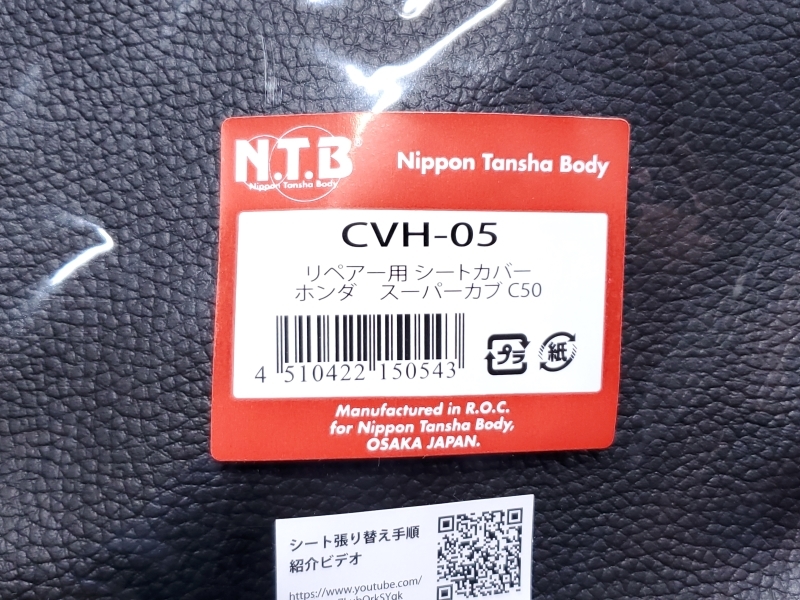 N.T.B
Nippon Tansha Body
Nippon Tansha Body
CVH-05
リペアー用 シートカバー
ホンダ　スーパーカブ C50
4 510422 150543
プラ
紙
Manufactured in R.O.C.
for Nippon Tansha Body,
OSAKA JAPAN.
シート張り替え手順
紹介ビデオ
https://www.youtube.com/